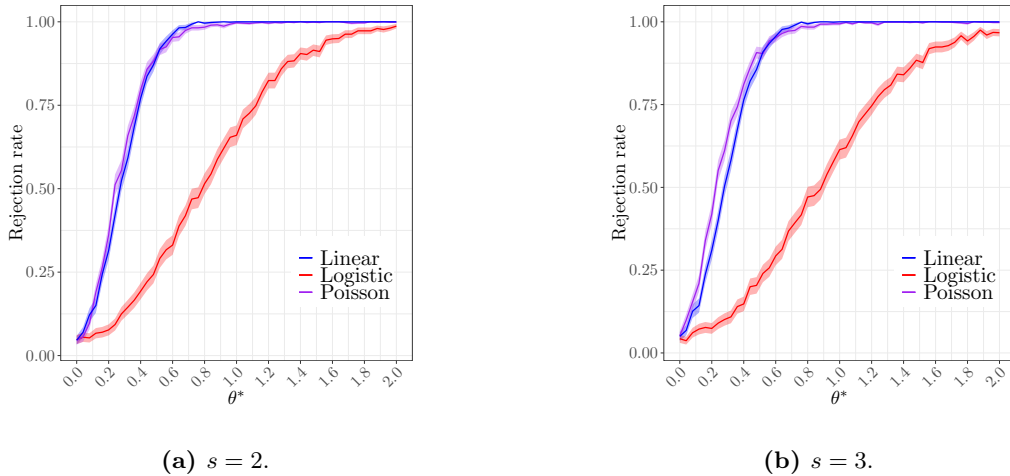 1.00
0.75
0.50
0.25
0.00
Rejection rate
Linear
Logistic
Poisson
0.0 0.2 0.4 0.6 0.8 1.0 1.2 1.4 1.6 1.8 2.0
θ*
(a) s = 2.
1.00
0.75
0.50
0.25
0.00
Rejection rate
Linear
Logistic
Poisson
0.0 0.2 0.4 0.6 0.8 1.0 1.2 1.4 1.6 1.8 2.0
θ*
(b) s = 3.